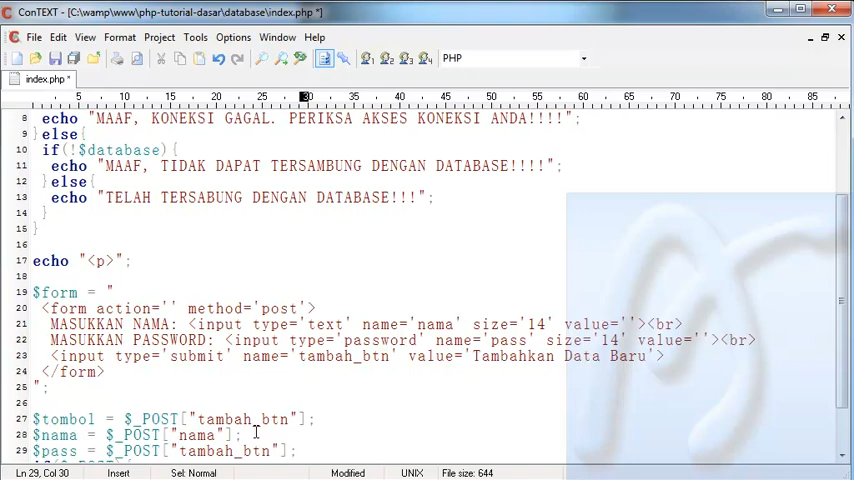 ConTEXT - [C:\wamp\www\php-tutorial-dasar\database\index.php *]
File Edit View Format Project Tools Options Window Help
PHP
index.php *
5 10 15 20 25 30 35 40 45 50 55 60 65 70 75 80 85
8 echo "MAAF, KONEKSI GAGAL. PERIKSA AKSES KONEKSI ANDA!!!!";
9 }else{
10 if(!$database){
11 echo "MAAF, TIDAK DAPAT TERSAMBUNG DENGAN DATABASE!!!!";
12 }else{
13 echo "TELAH TERSABUNG DENGAN DATABASE!!!";
14 }
15 }
16
17 echo "<p>";
18
19 $form = "
20 <form action='' method='post'>
21 MASUKKAN NAMA: <input type='text' name='nama' size='14' value=''><br>
22 MASUKKAN PASSWORD: <input type='password' name='pass' size='14' value=''><br>
23 <input type='submit' name='tambah_btn' value='Tambahkan Data Baru'>
24 </form>
25 ";
26
27 $tombol = $_POST["tambah_btn"];
28 $nama = $_POST["nama"];
29 $pass = $_POST["tambah_btn"];
Ln 29, Col 30 Insert Sel: Normal Modified UNIX File size: 644